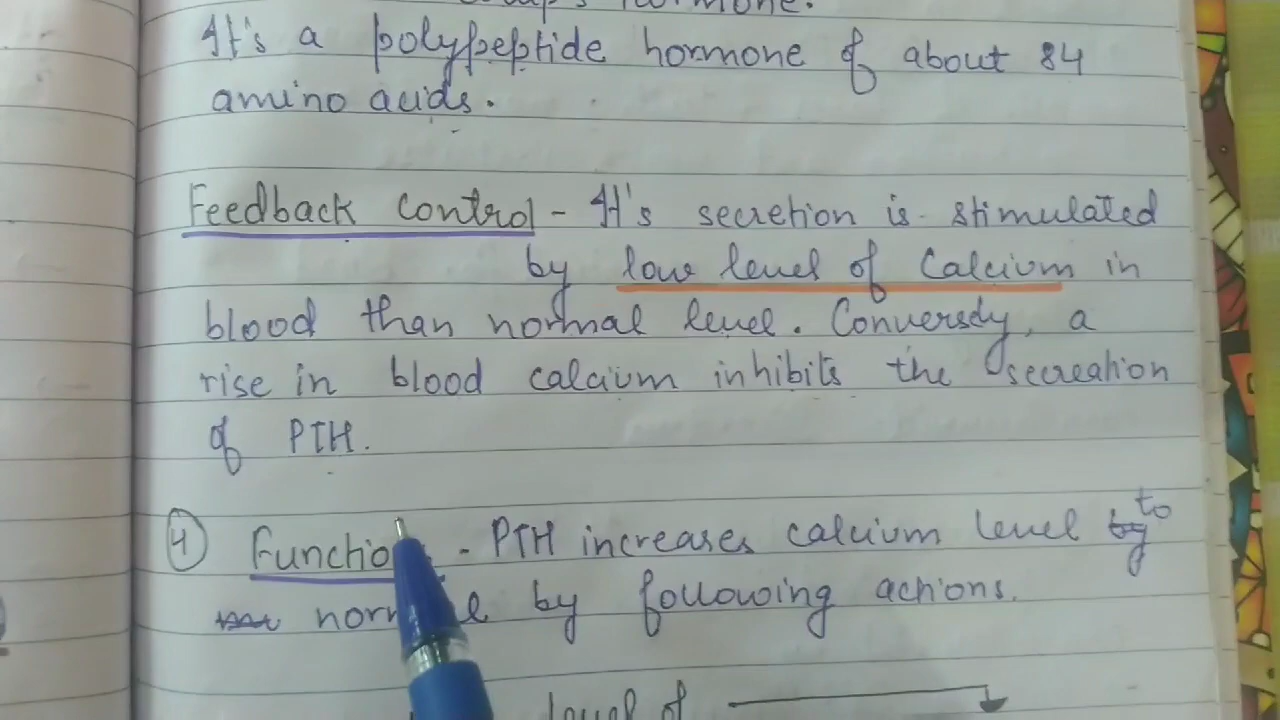 hormone.
It's a polypeptide hormone of about 84
amino acids.
Feedback control - It's secretion is stimulated
by low level of Calcium in
blood than normal level. Conversely, a
rise in blood calcium inhibits the secreation
of PTH.
4 Function - PTH increases calcium level to
by following actions.
level of